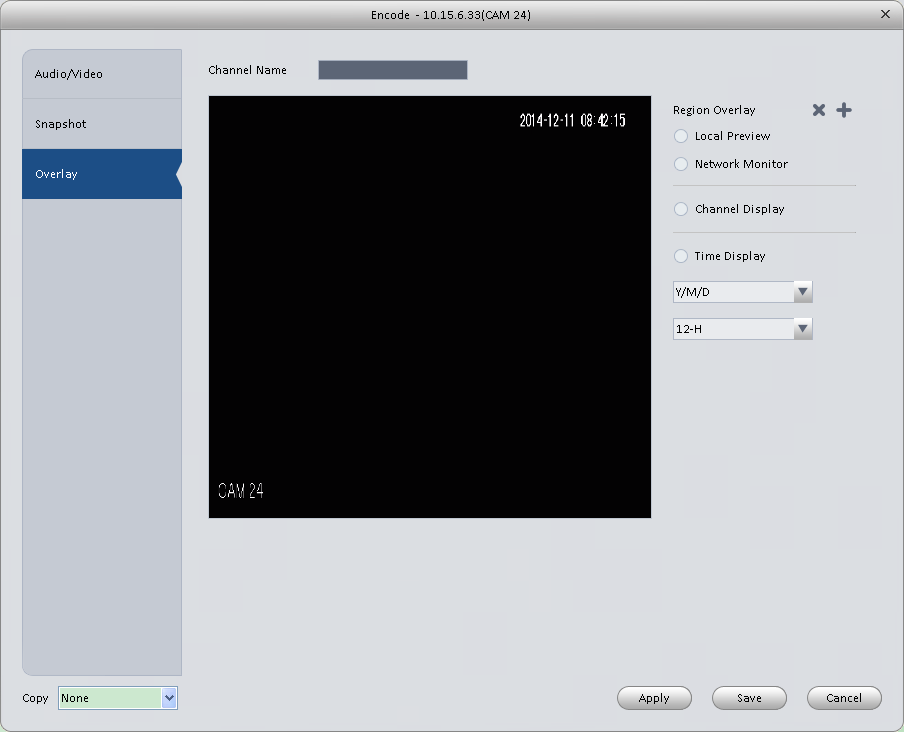 Encode - 10.15.6.33(CAM 24)
Audio/Video
Snapshot
Overlay
Channel Name
2014-12-11 08:42:15
CAM 24
Region Overlay
Local Preview
Network Monitor
Channel Display
Time Display
Y/M/D
12-H
Copy
None
Apply
Save
Cancel